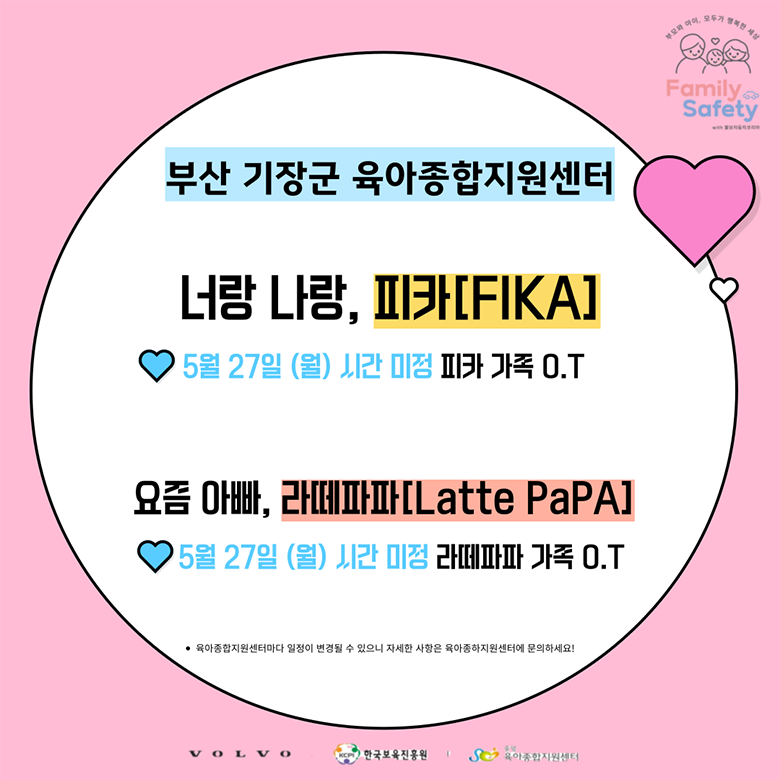 부모와 아이, 모두가 행복한 세상
Family
Safety
with 볼보자동차코리아
부산 기장군 육아종합지원센터
너랑 나랑, 피카[FIKA]
5월 27일 (월) 시간 미정 피카 가족 O.T
요즘 아빠, 라떼파파[Latte PaPA]
5월 27일 (월) 시간 미정 라떼파파 가족 O.T
• 육아종합지원센터마다 일정이 변경될 수 있으니 자세한 사항은 육아종하지원센터에 문의하세요!
VOLVO KCPI 한국보육진흥원 | 중앙 육아종합지원센터